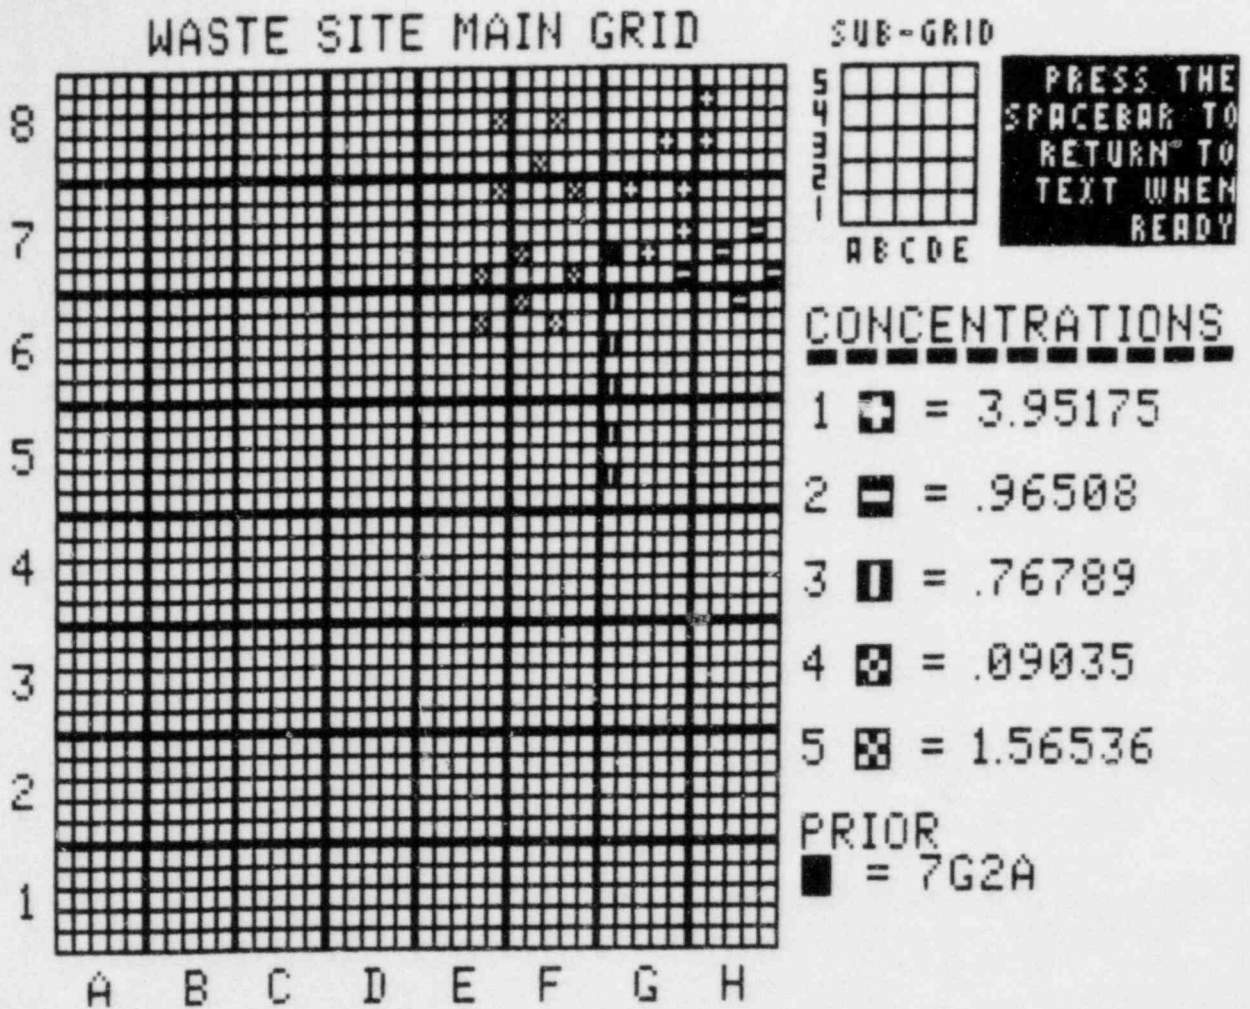 WASTE SITE MAIN GRID
8
7
6
5
4
3
2
1
A B C D E F G H
SUB-GRID
5
4
3
2
1
A B C D E
PRESS THE
SPACEBAR TO
RETURN TO
TEXT WHEN
READY
CONCENTRATIONS
1 = 3.95175
2 = .96508
3 = .76789
4 = .09035
5 = 1.56536
PRIOR
= 7G2A